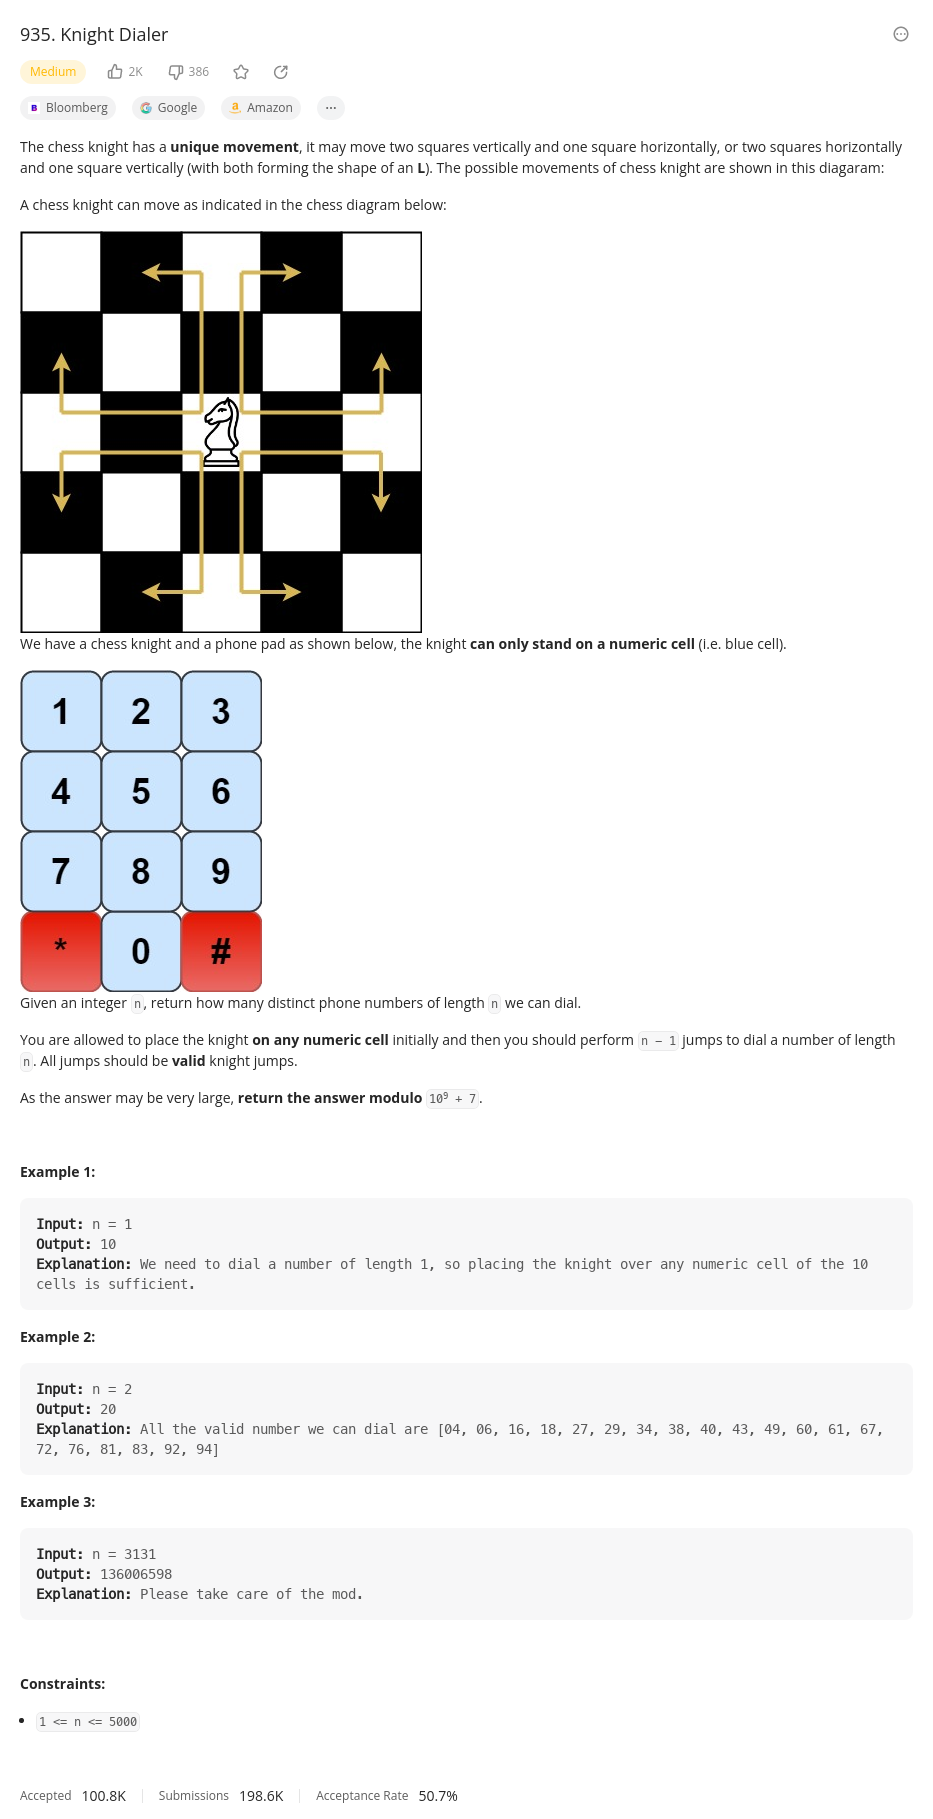 935. Knight Dialer
Medium 2K 386
B Bloomberg G Google a Amazon ...
The chess knight has a unique movement, it may move two squares vertically and one square horizontally, or two squares horizontally
and one square vertically (with both forming the shape of an L). The possible movements of chess knight are shown in this diagaram:
A chess knight can move as indicated in the chess diagram below:
We have a chess knight and a phone pad as shown below, the knight can only stand on a numeric cell (i.e. blue cell).
1 2 3
4 5 6
7 8 9
* 0 #
Given an integer n, return how many distinct phone numbers of length n we can dial.
You are allowed to place the knight on any numeric cell initially and then you should perform n − 1 jumps to dial a number of length
n. All jumps should be valid knight jumps.
As the answer may be very large, return the answer modulo 10⁹ + 7.
Example 1:
Input: n = 1
Output: 10
Explanation: We need to dial a number of length 1, so placing the knight over any numeric cell of the 10
cells is sufficient.
Example 2:
Input: n = 2
Output: 20
Explanation: All the valid number we can dial are [04, 06, 16, 18, 27, 29, 34, 38, 40, 43, 49, 60, 61, 67,
72, 76, 81, 83, 92, 94]
Example 3:
Input: n = 3131
Output: 136006598
Explanation: Please take care of the mod.
Constraints:
• 1 <= n <= 5000
Accepted 100.8K Submissions 198.6K Acceptance Rate 50.7%